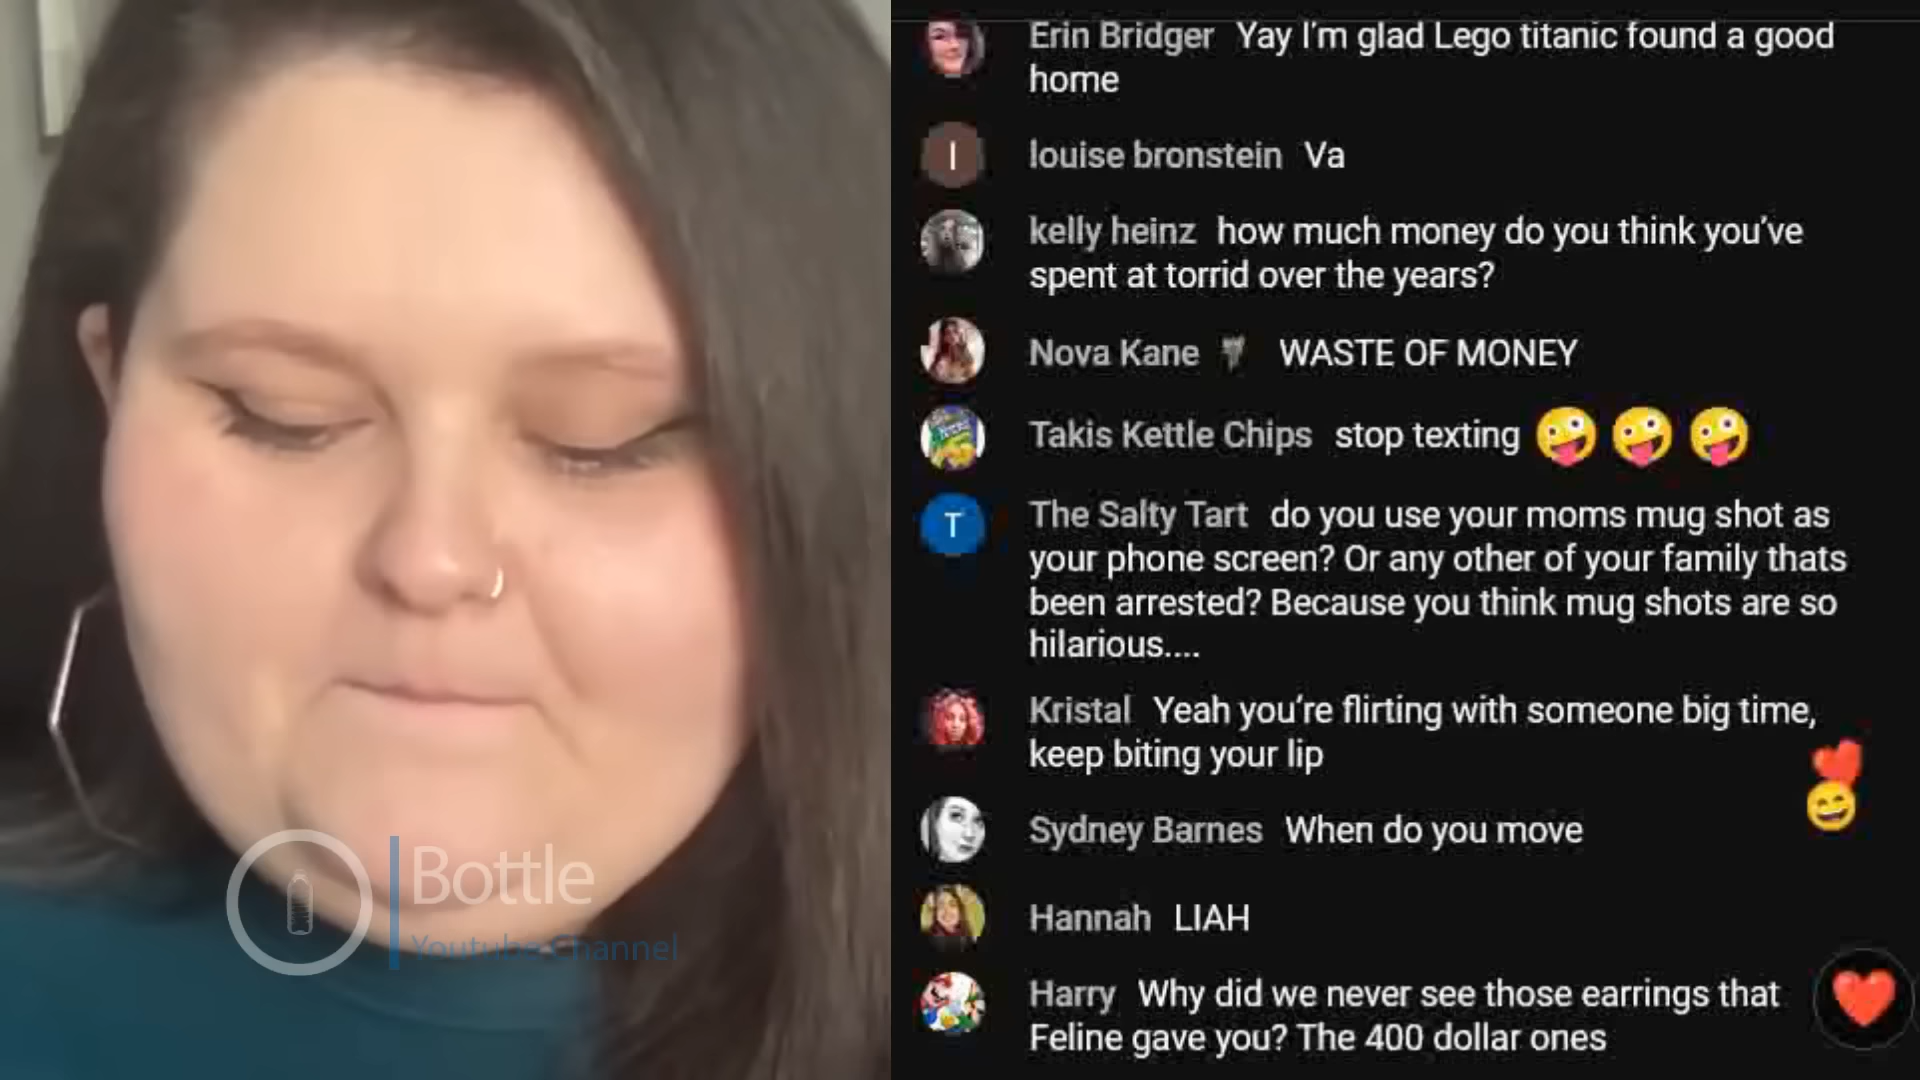 Erin Bridger Yay I'm glad Lego titanic found a good
home
I
louise bronstein Va
kelly heinz how much money do you think you've
spent at torrid over the years?
Nova Kane WASTE OF MONEY
Takis Kettle Chips stop texting 🤪 🤪 🤪
T
The Salty Tart do you use your moms mug shot as
your phone screen? Or any other of your family thats
been arrested? Because you think mug shots are so
hilarious....
Kristal Yeah you're flirting with someone big time,
keep biting your lip
Sydney Barnes When do you move
Hannah LIAH
Harry Why did we never see those earrings that
Feline gave you? The 400 dollar ones
Bottle
Youtube Channel